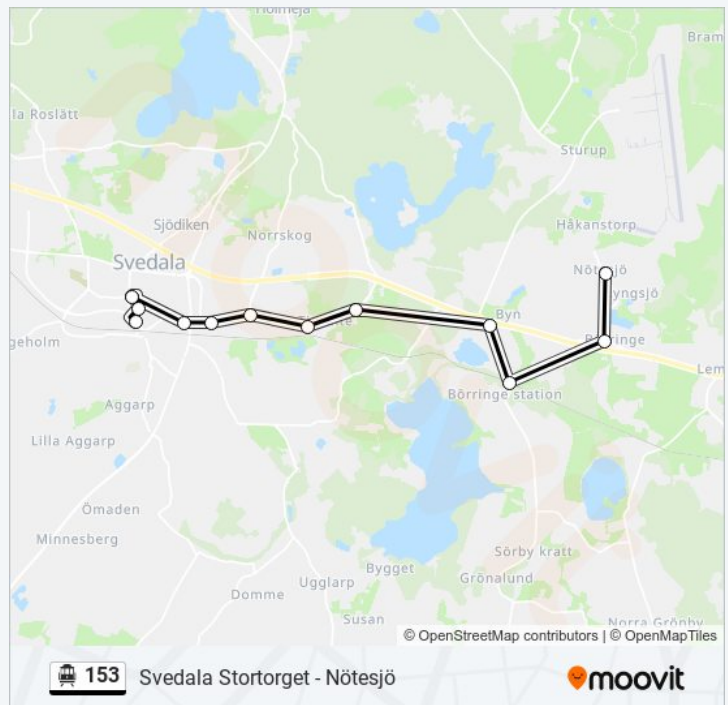 Holmeja
Bram
la Roslätt
Sturup
Sjödiken
Håkanstorp
Norrskog
Svedala
Nötesjö
yngsjö
Byn
geholm
Lem
Börringe station
Aggarp
Lilla Aggarp
Ömaden
Minnesberg
Sörby kratt
Bygget
Grönalund
Ugglarp
Domme
Susan
Norra Grönby
© OpenStreetMap contributors | © OpenMapTiles
153 Svedala Stortorget - Nötesjö
moovit